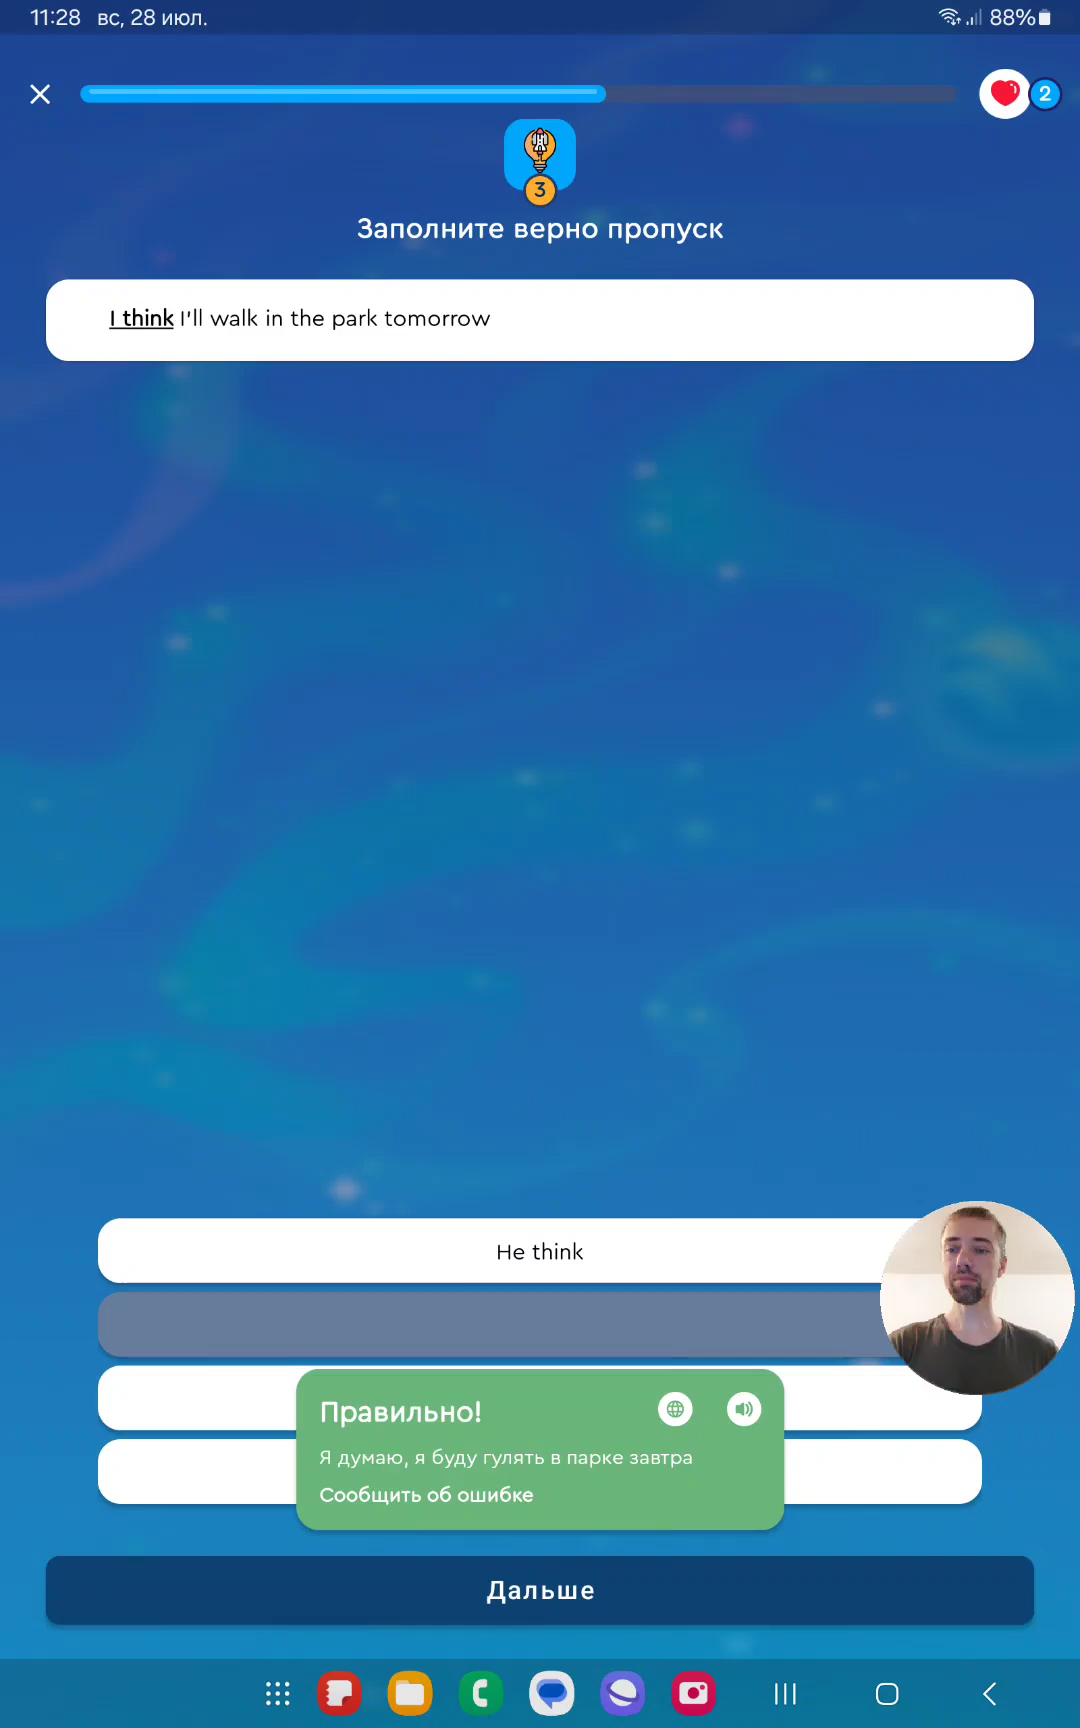 11:28 вс, 28 июл. 88%
2
3
Заполните верно пропуск
I think I'll walk in the park tomorrow
He think
Правильно!
Я думаю, я буду гулять в парке завтра
Сообщить об ошибке
Дальше